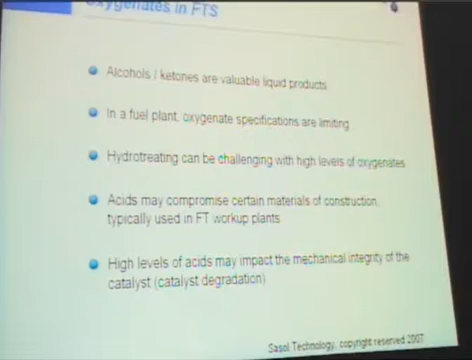 Oxygenates in FTS
Alcohols / ketones are valuable liquid products
In a fuel plant, oxygenate specifications are limiting
Hydrotreating can be challenging with high levels of oxygenates
Acids may compromise certain materials of construction,
typically used in FT workup plants
High levels of acids may impact the mechanical integrity of the
catalyst (catalyst degradation)
Sasol Technology, copyright reserved 2007